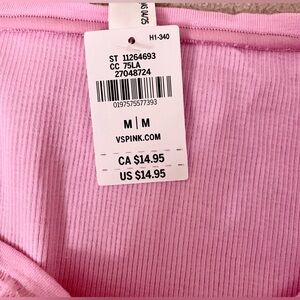 H1-340
ST 11264693
CC 75LA
27048724
0197575577393
M | M
VSPINK.COM
CA $14.95
US $14.95